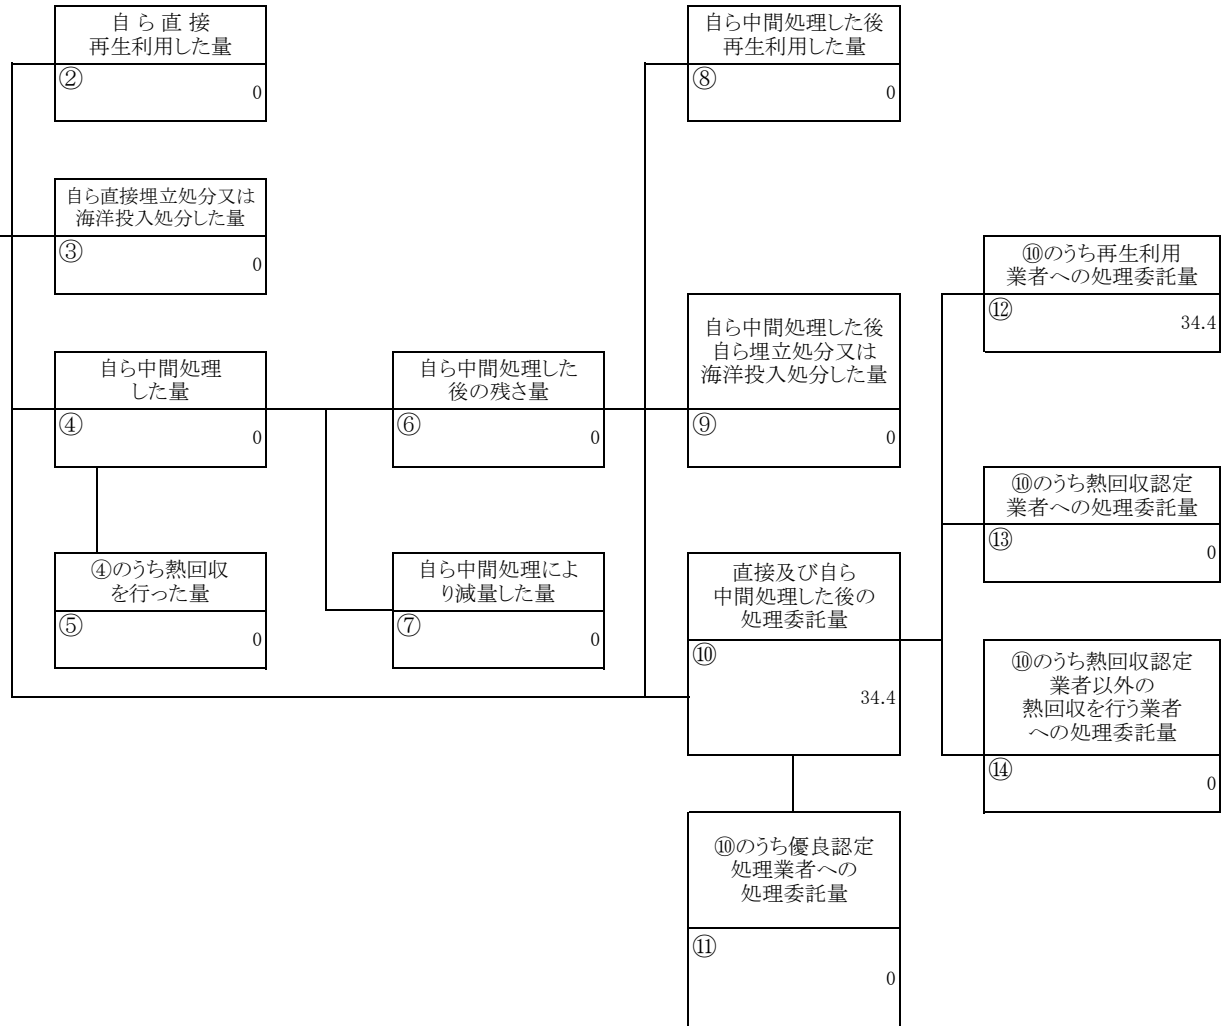 自ら直接
再生利用した量
②
0
自ら直接埋立処分又は
海洋投入処分した量
③
0
自ら中間処理
した量
④
0
④のうち熱回収
を行った量
⑤
0
自ら中間処理した
後の残さ量
⑥
0
自ら中間処理によ
り減量した量
⑦
0
自ら中間処理した後
再生利用した量
⑧
0
自ら中間処理した後
自ら埋立処分又は
海洋投入処分した量
⑨
0
直接及び自ら
中間処理した後の
処理委託量
⑩
34.4
⑩のうち優良認定
処理業者への
処理委託量
⑪
0
⑩のうち再生利用
業者への処理委託量
⑫
34.4
⑩のうち熱回収認定
業者への処理委託量
⑬
0
⑩のうち熱回収認定
業者以外の
熱回収を行う業者
への処理委託量
⑭
0